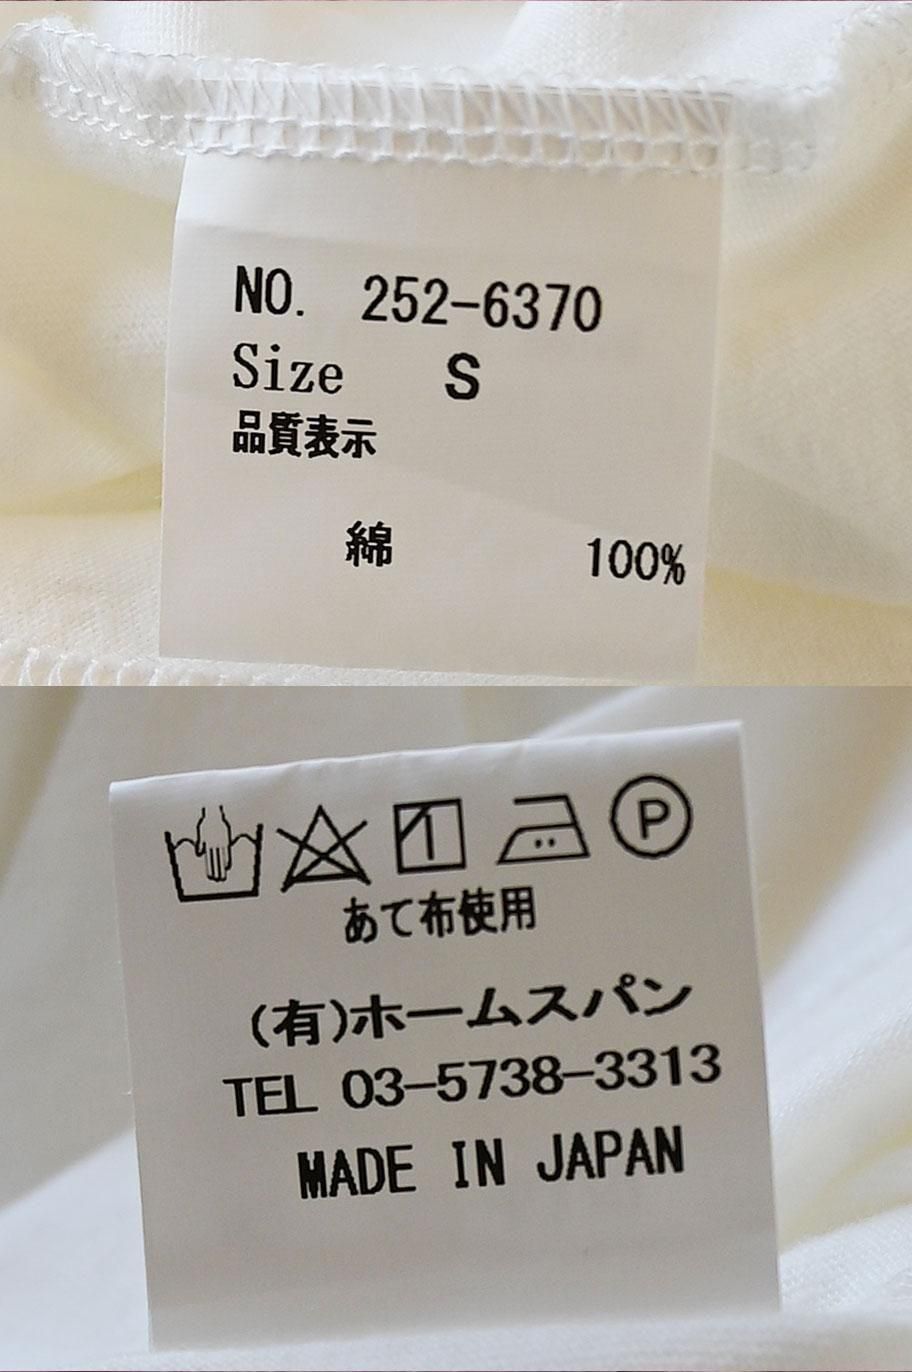 NO. 252-6370
Size S
品質表示
綿 100%
P
あて布使用
(有)ホームスパン
TEL 03-5738-3313
MADE IN JAPAN